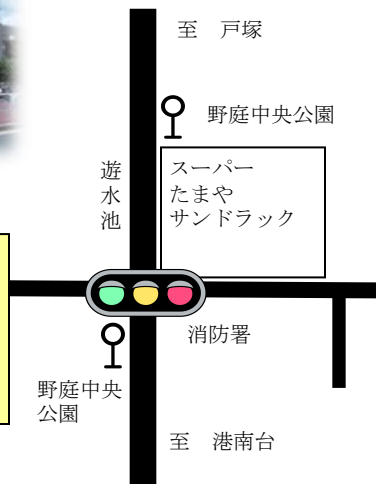 至　戸塚
野庭中央公園
遊水池
スーパー
たまや
サンドラック
消防署
野庭中央
公園
至　港南台